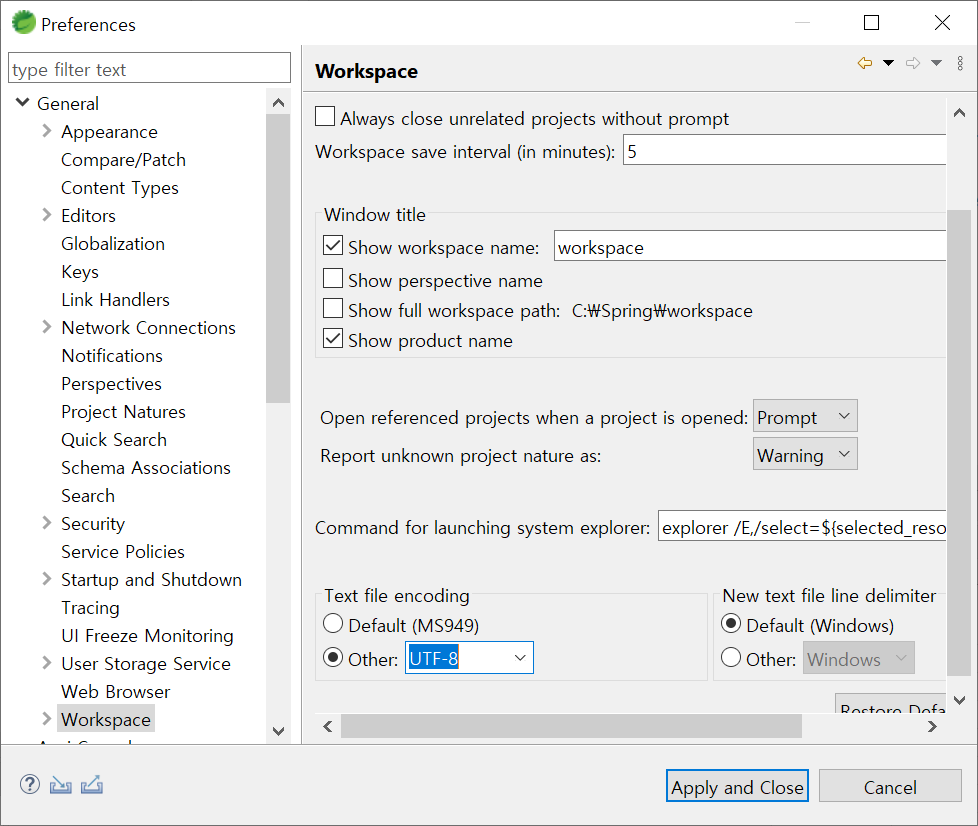 Preferences
type filter text
General
Appearance
Compare/Patch
Content Types
Editors
Globalization
Keys
Link Handlers
Network Connections
Notifications
Perspectives
Project Natures
Quick Search
Schema Associations
Search
Security
Service Policies
Startup and Shutdown
Tracing
UI Freeze Monitoring
User Storage Service
Web Browser
Workspace
Workspace
Always close unrelated projects without prompt
Workspace save interval (in minutes): 5
Window title
Show workspace name: workspace
Show perspective name
Show full workspace path: C:₩Spring₩workspace
Show product name
Open referenced projects when a project is opened: Prompt
Report unknown project nature as: Warning
Command for launching system explorer: explorer /E,/select=${selected_reso
Text file encoding
Default (MS949)
Other: UTF-8
New text file line delimiter
Default (Windows)
Other: Windows
Restore Defa
Apply and Close
Cancel